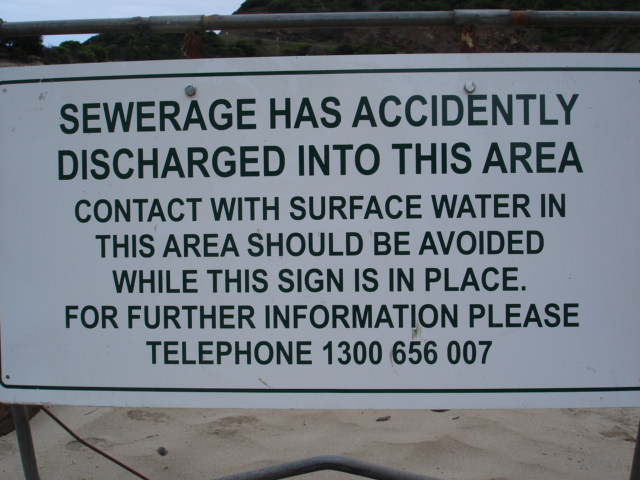 SEWERAGE HAS ACCIDENTLY
DISCHARGED INTO THIS AREA
CONTACT WITH SURFACE WATER IN
THIS AREA SHOULD BE AVOIDED
WHILE THIS SIGN IS IN PLACE.
FOR FURTHER INFORMATION PLEASE
TELEPHONE 1300 656 007